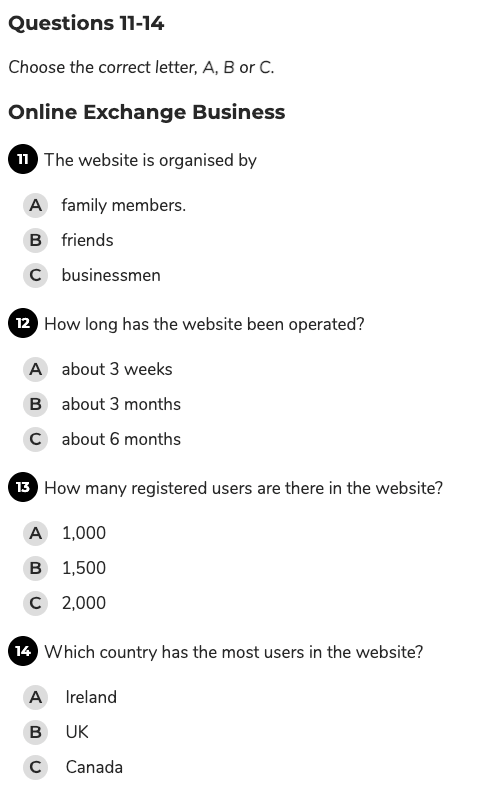 Questions 11-14
Choose the correct letter, A, B or C.
Online Exchange Business
11 The website is organised by
A family members.
B friends
C businessmen
12 How long has the website been operated?
A about 3 weeks
B about 3 months
C about 6 months
13 How many registered users are there in the website?
A 1,000
B 1,500
C 2,000
14 Which country has the most users in the website?
A Ireland
B UK
C Canada